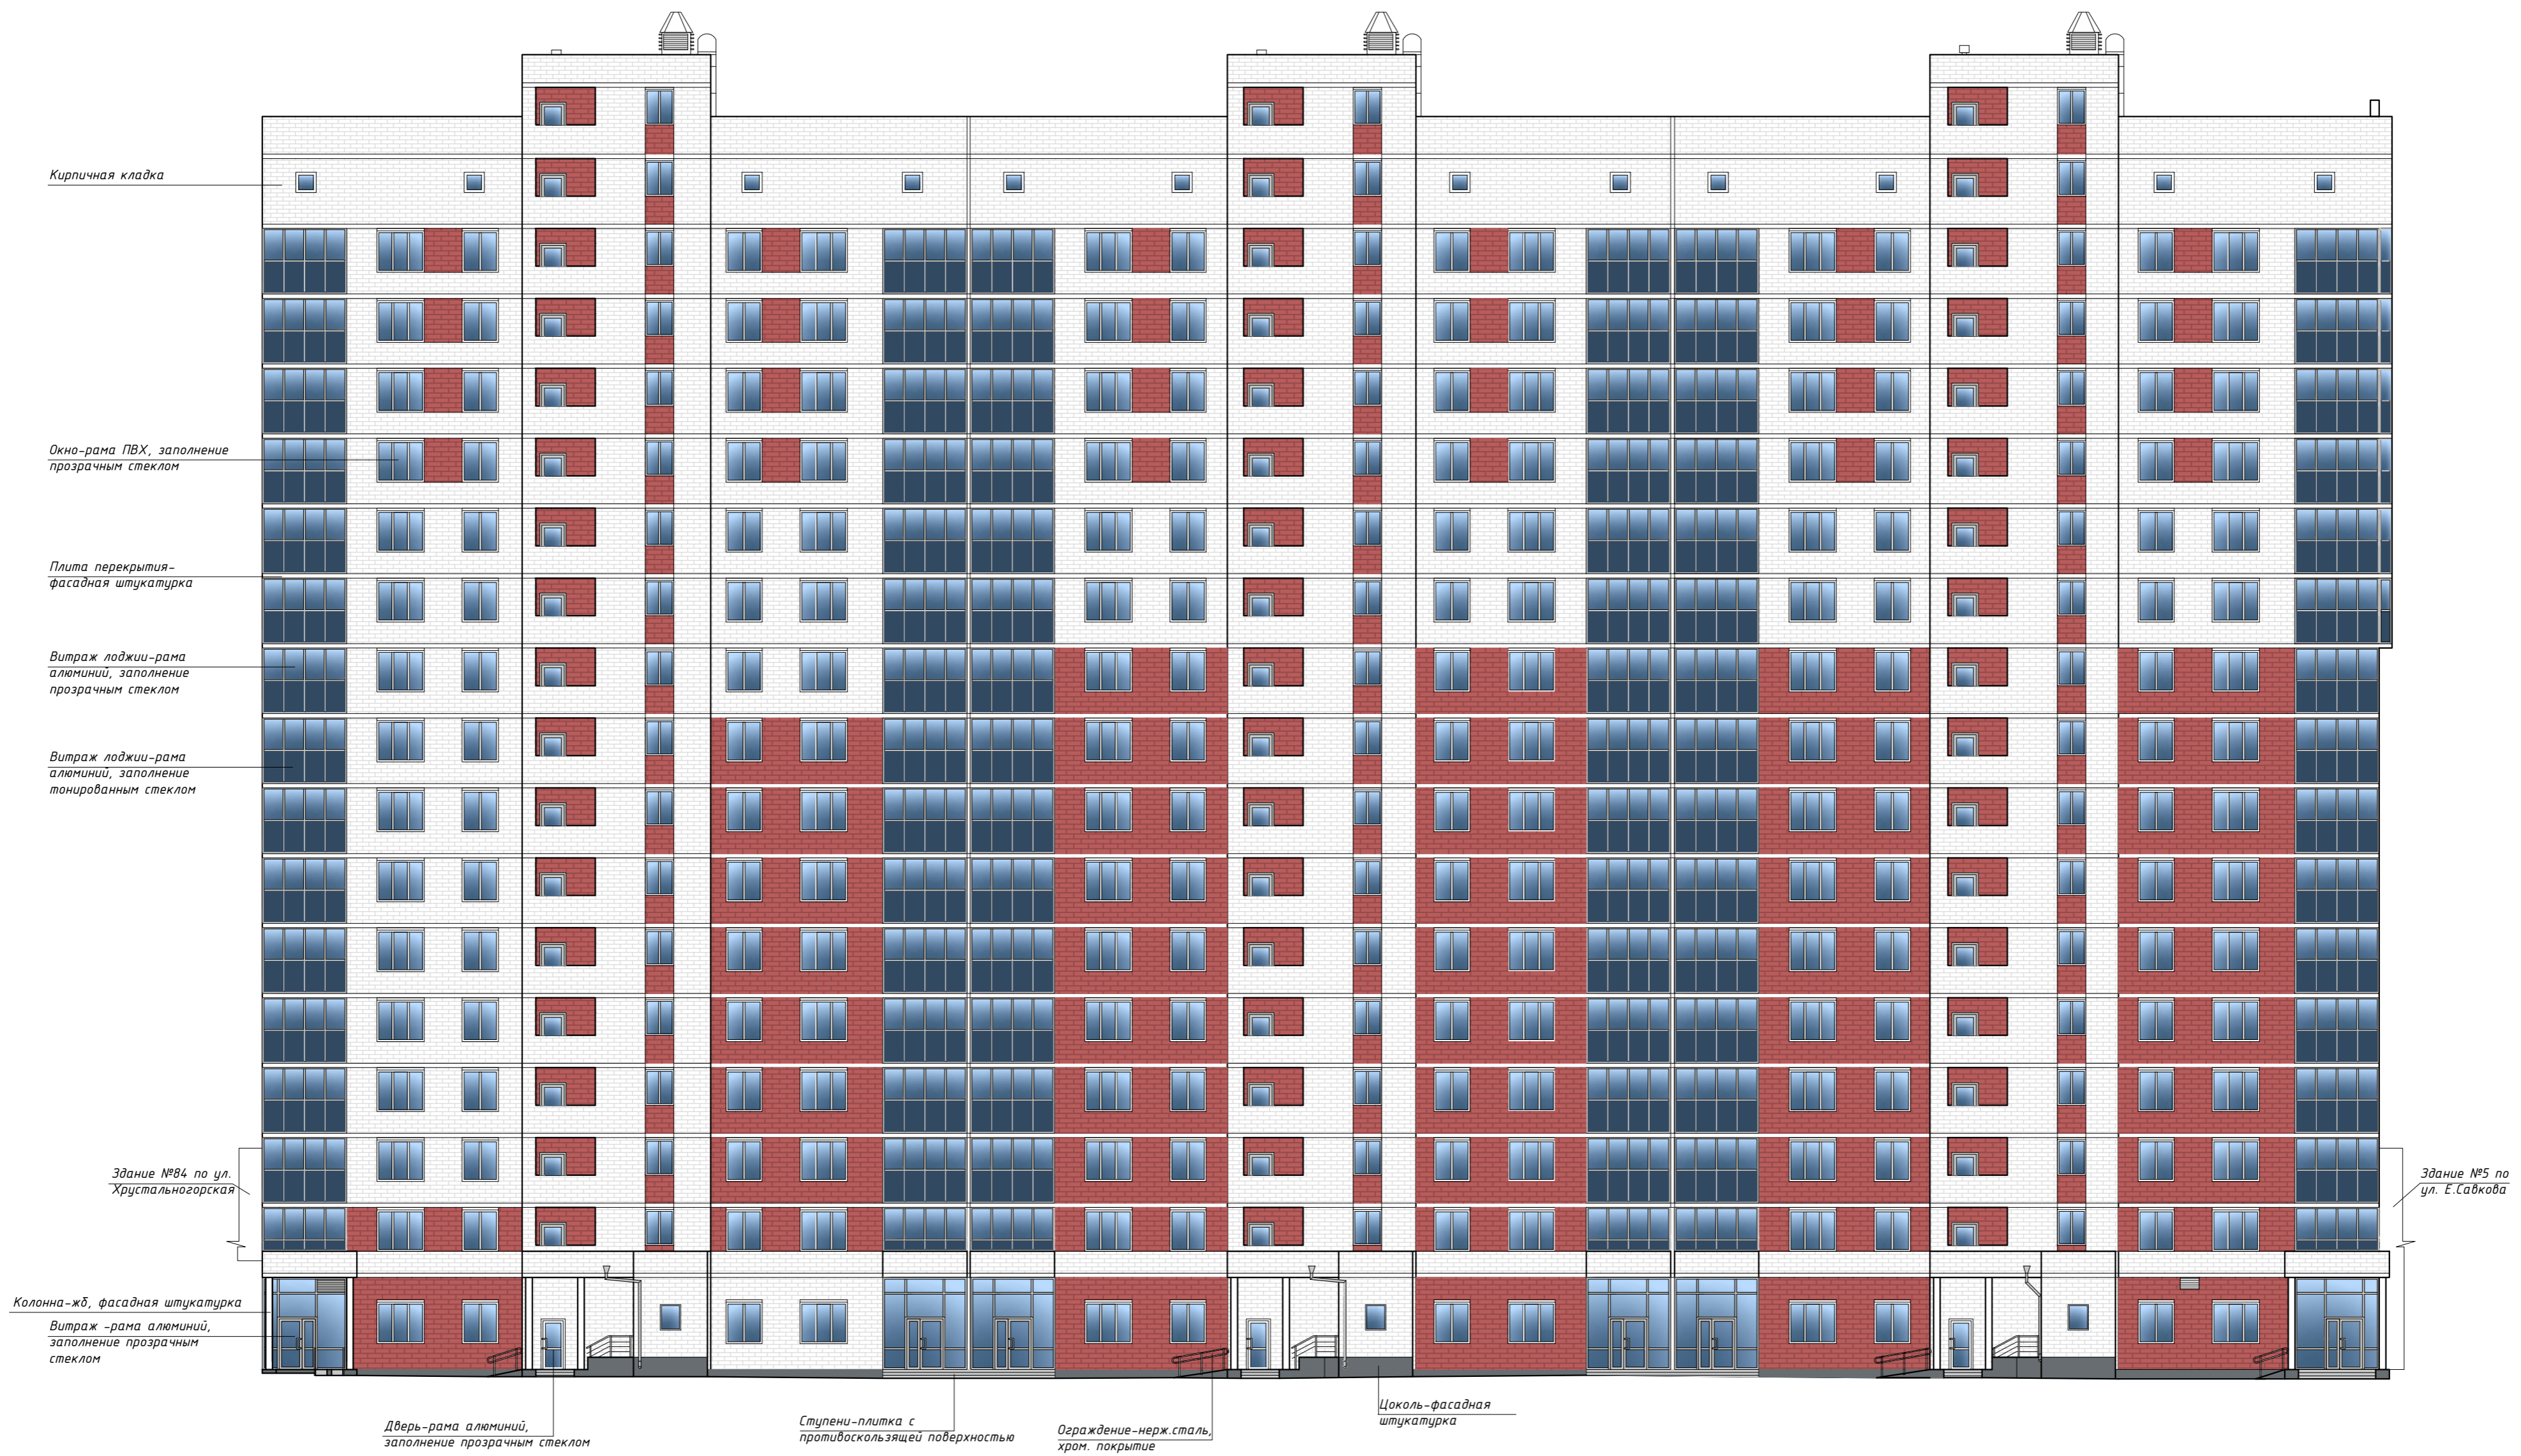 Кирпичная кладка
Окно-рама ПВХ, заполнение
прозрачным стеклом
Плита перекрытия-
фасадная штукатурка
Витраж лоджии-рама
алюминий, заполнение
прозрачным стеклом
Витраж лоджии-рама
алюминий, заполнение
тонированным стеклом
Здание №84 по ул.
Хрустальногорская
Здание №5 по
ул. Е.Савкова
Колонна-жб, фасадная штукатурка
Витраж -рама алюминий,
заполнение прозрачным
стеклом
Дверь-рама алюминий,
заполнение прозрачным стеклом
Ступени-плитка с
противоскользящей поверхностью
Ограждение-нерж.сталь,
хром. покрытие
Цоколь-фасадная
штукатурка